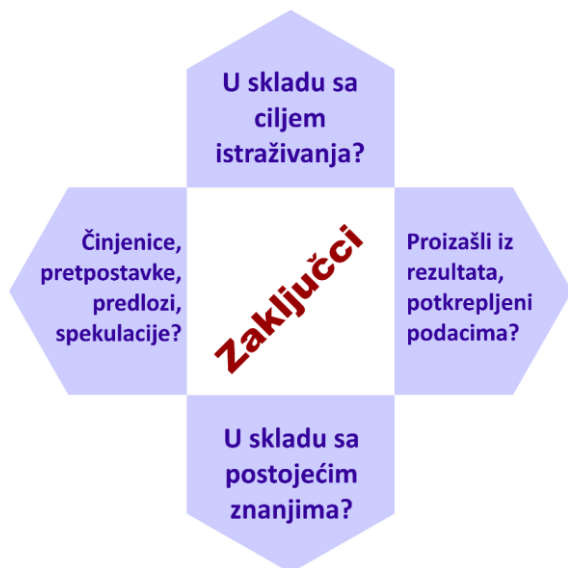 U skladu sa
ciljem
istraživanja?
Činjenice,
pretpostavke,
predlozi,
spekulacije?
Zaključci
Proizašli iz
rezultata,
potkrepljeni
podacima?
U skladu sa
postojećim
znanjima?